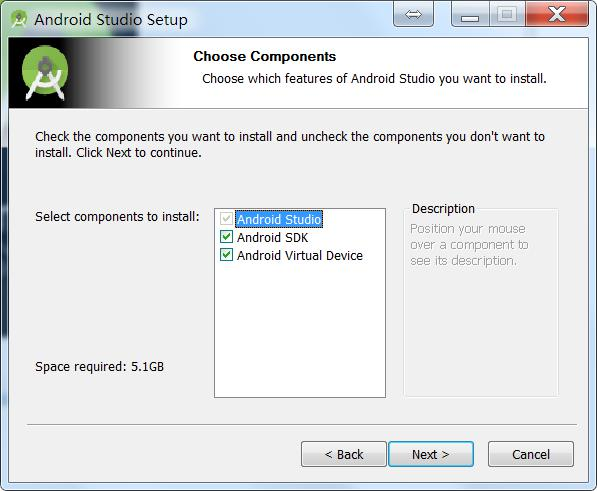 Android Studio Setup
Choose Components
Choose which features of Android Studio you want to install.
Check the components you want to install and uncheck the components you don't want to
install. Click Next to continue.
Select components to install:
Android Studio
Android SDK
Android Virtual Device
Description
Position your mouse
over a component to
see its description.
Space required: 5.1GB
< Back
Next >
Cancel